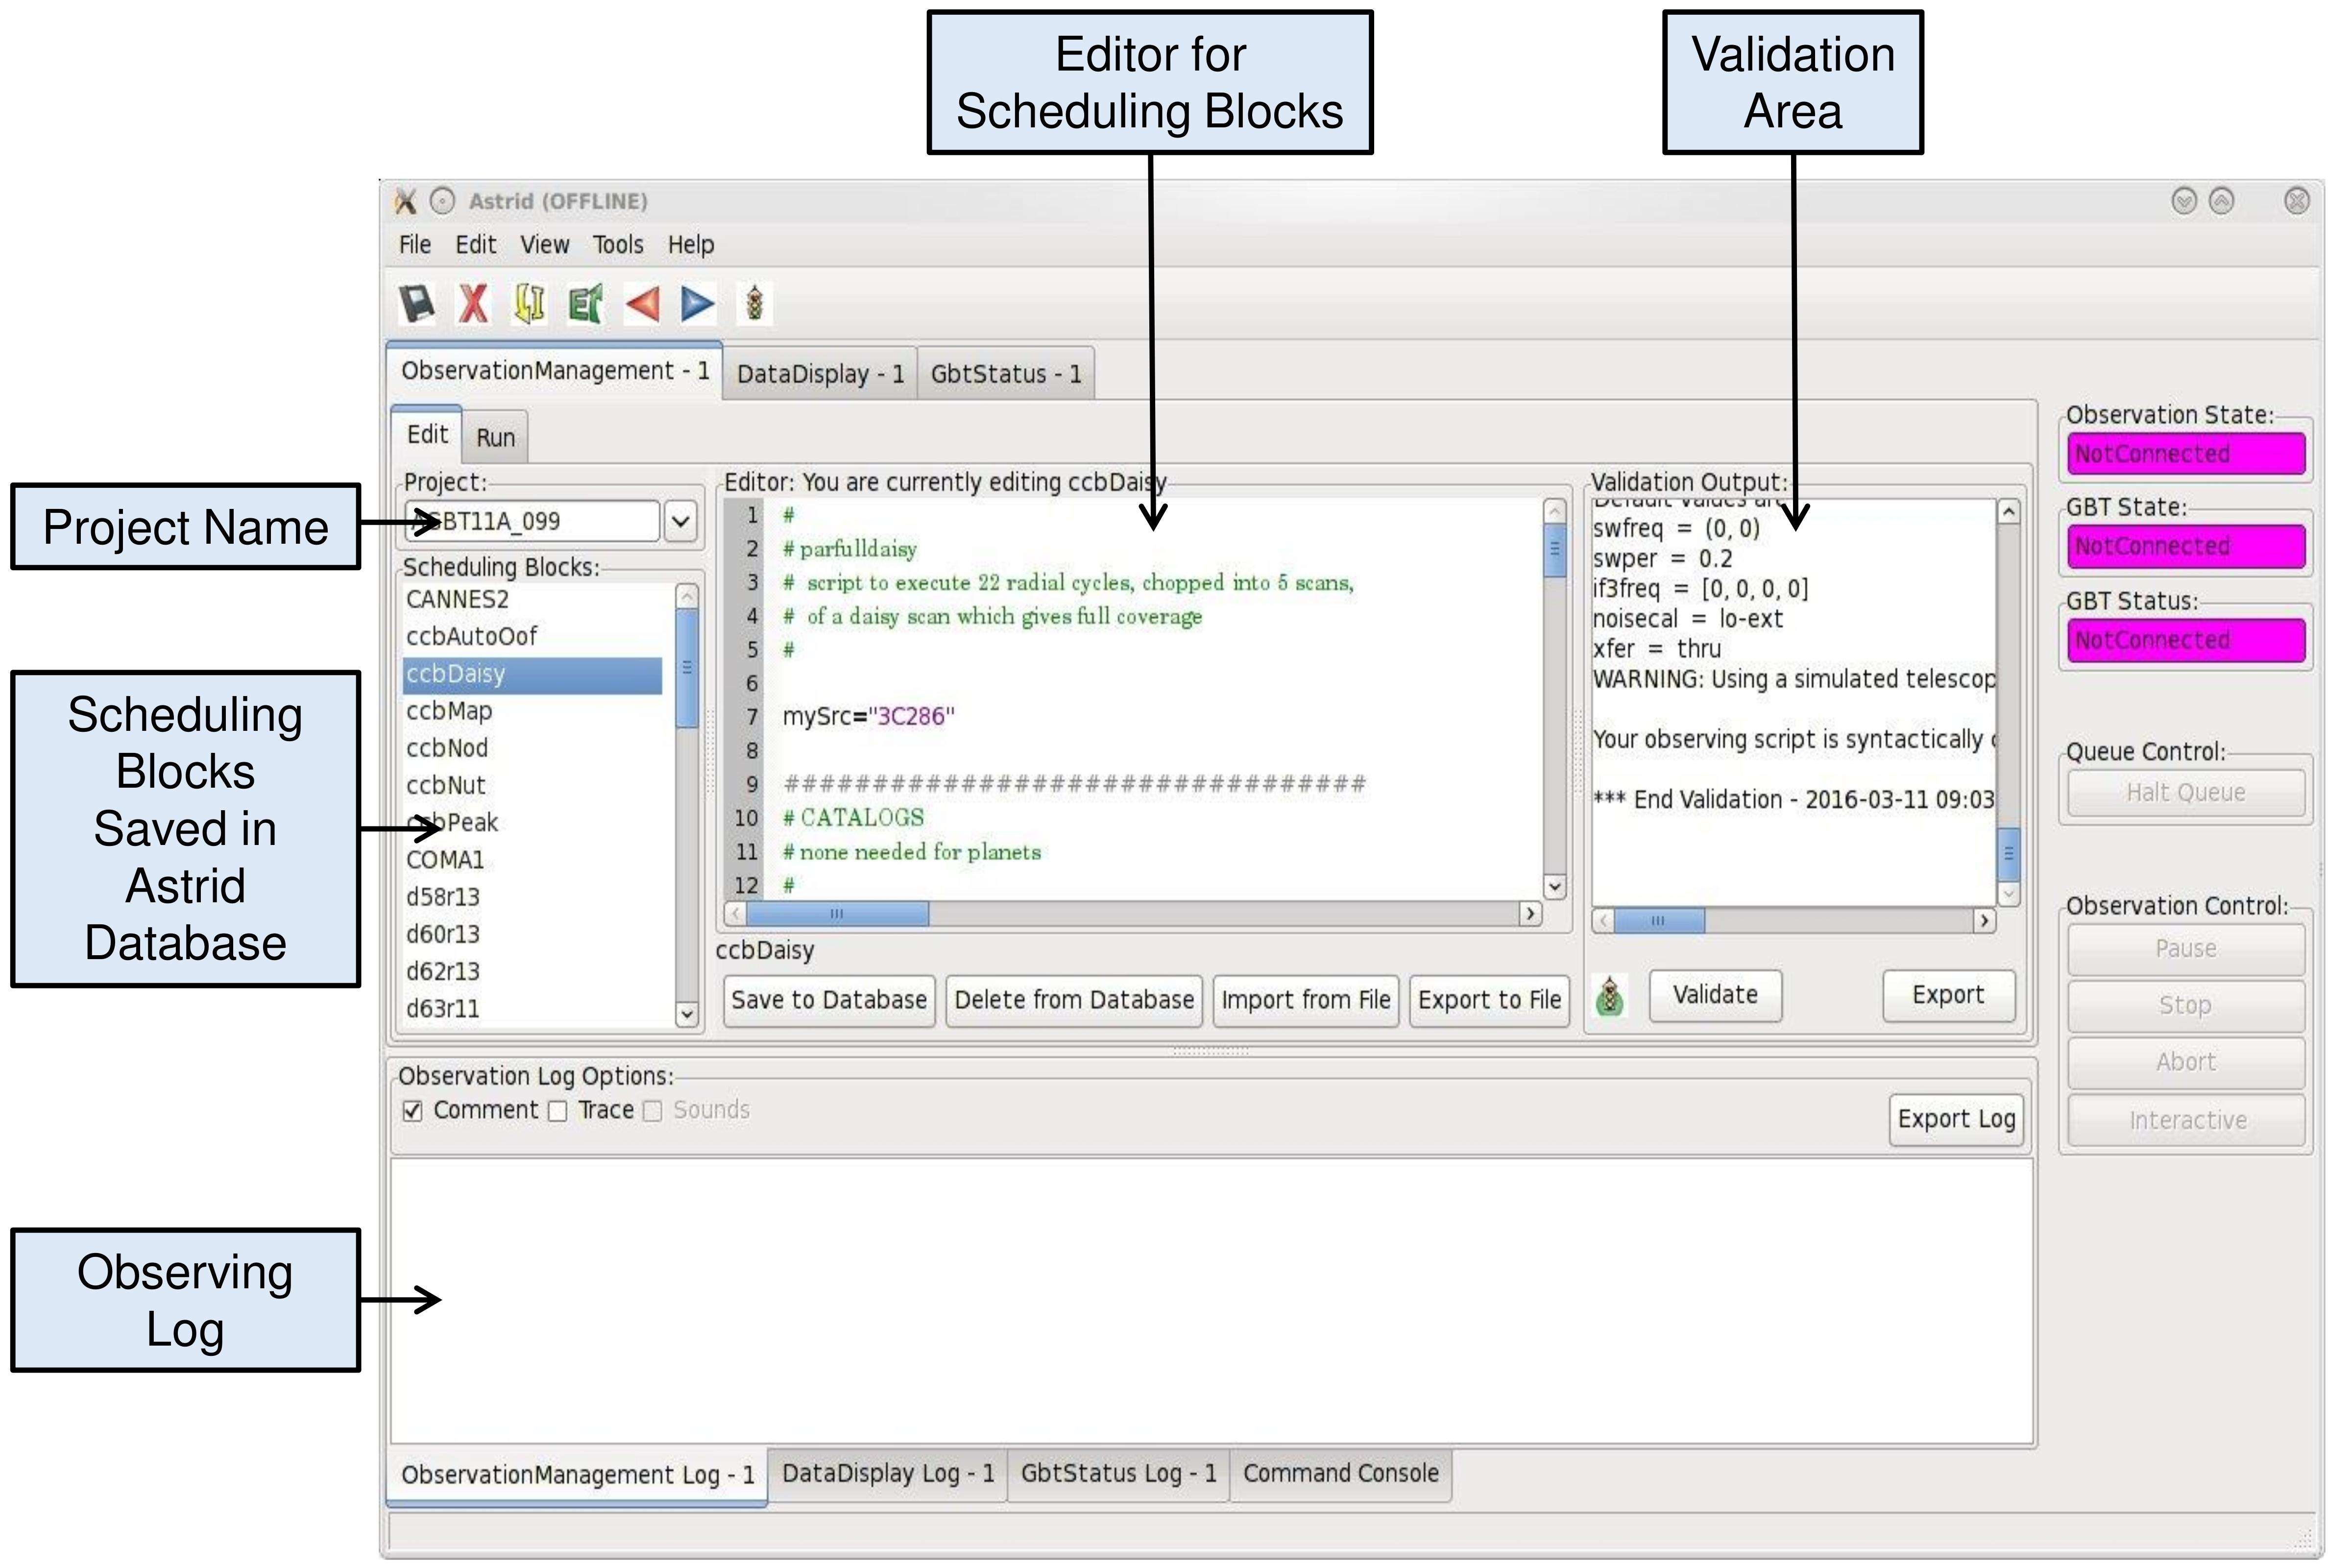 Editor for
Scheduling Blocks
Validation
Area
Astrid (OFFLINE)
File Edit View Tools Help
ObservationManagement - 1 DataDisplay - 1 GbtStatus - 1
Edit Run
Project Name
Project:
Scheduling Blocks:
CANNES2
ccbAutoOof
ccbDaisy
ccbMap
ccbNod
ccbNut
ccbPeak
COMA1
d58r13
d60r13
d62r13
d63r11
Scheduling
Blocks
Saved in
Astrid
Database
Editor: You are currently editing ccbDaisy
1 #
2 # parfulldaisy
3 # script to execute 22 radial cycles, chopped into 5 scans,
4 # of a daisy scan which gives full coverage
5 #
6
7 mySrc="3C286"
8
9 #################################
10 # CATALOGS
11 # none needed for planets
12 #
ccbDaisy
Save to Database Delete from Database Import from File Export to File
Validation Output:
Default values are
swfreq = (0, 0)
swper = 0.2
if3freq = [0, 0, 0, 0]
noisecal = lo-ext
xfer = thru
WARNING: Using a simulated telescop
Your observing script is syntactically
*** End Validation - 2016-03-11 09:03
Validate Export
Observation State:
NotConnected
GBT State:
NotConnected
GBT Status:
NotConnected
Queue Control:
Halt Queue
Observation Control:
Pause
Stop
Abort
Interactive
Observation Log Options:
Comment Trace Sounds
Export Log
Observing
Log
ObservationManagement Log - 1 DataDisplay Log - 1 GbtStatus Log - 1 Command Console